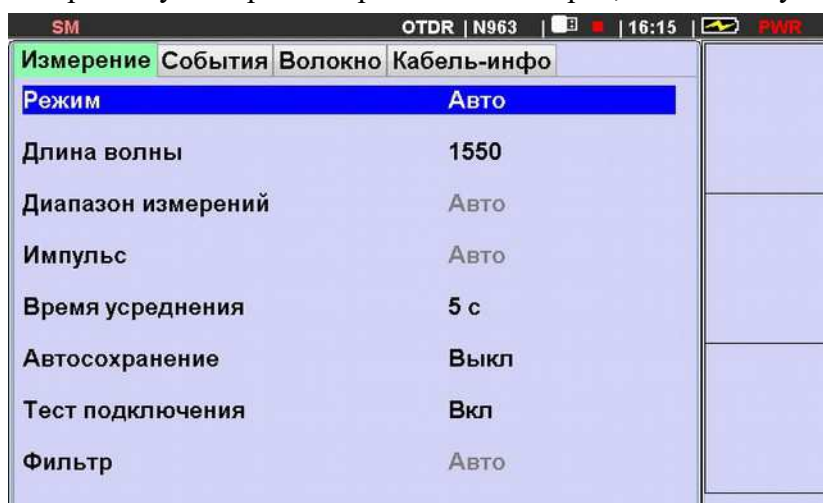 SM OTDR | N963 | | 16:15 | PWR
Измерение События Волокно Кабель-инфо
Режим Авто
Длина волны 1550
Диапазон измерений Авто
Импульс Авто
Время усреднения 5 с
Автосохранение Выкл
Тест подключения Вкл
Фильтр Авто